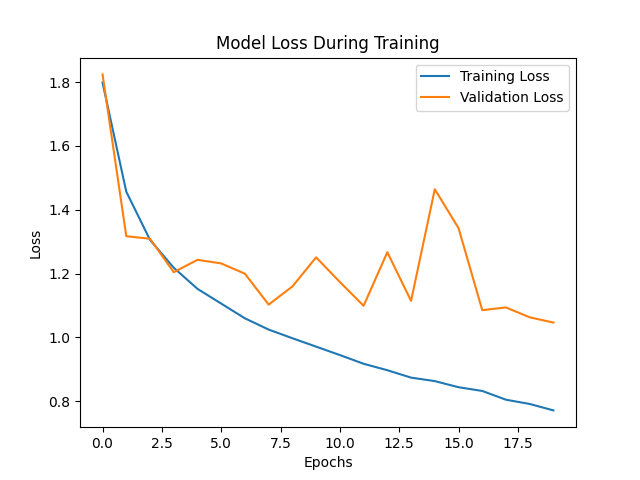 Model Loss During Training
Training Loss
Validation Loss
1.8
1.6
1.4
1.2
1.0
0.8
Loss
0.0 2.5 5.0 7.5 10.0 12.5 15.0 17.5
Epochs